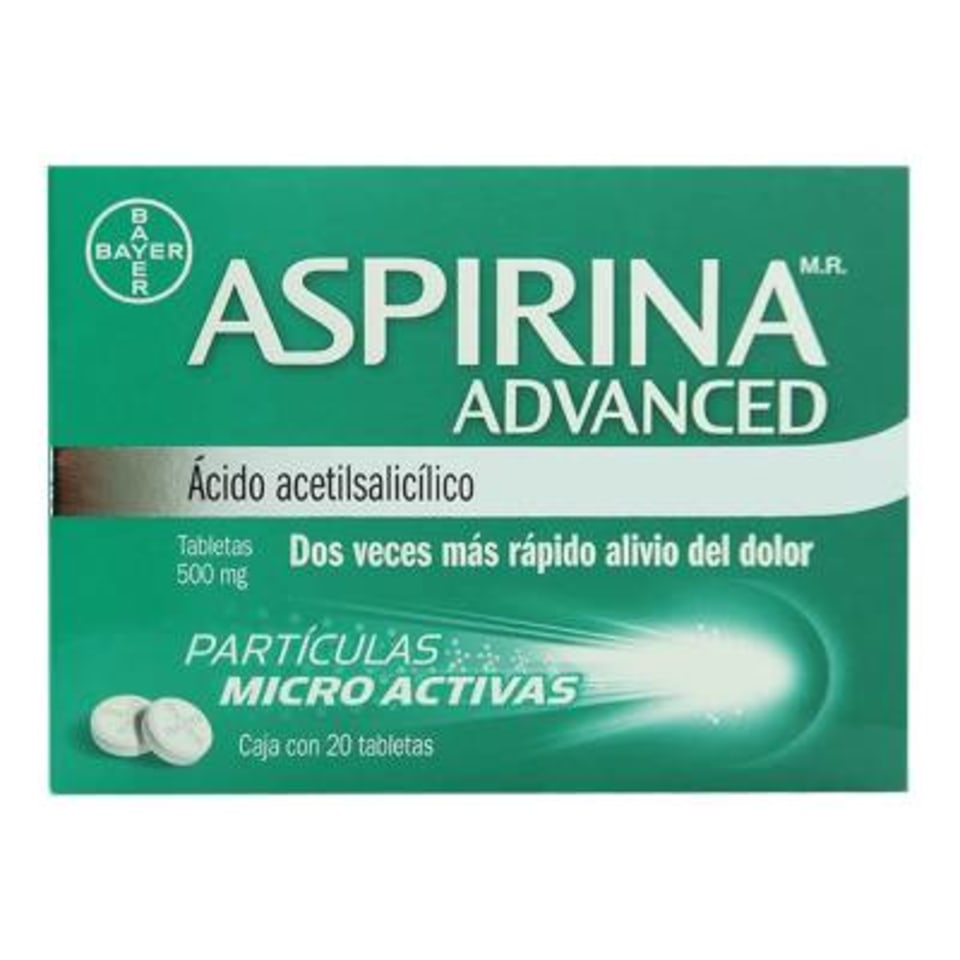 BAYER
BAYER
ASPIRINA M.R.
ADVANCED
Ácido acetilsalicílico
Tabletas
500 mg
Dos veces más rápido alivio del dolor
PARTÍCULAS
MICRO ACTIVAS
Caja con 20 tabletas